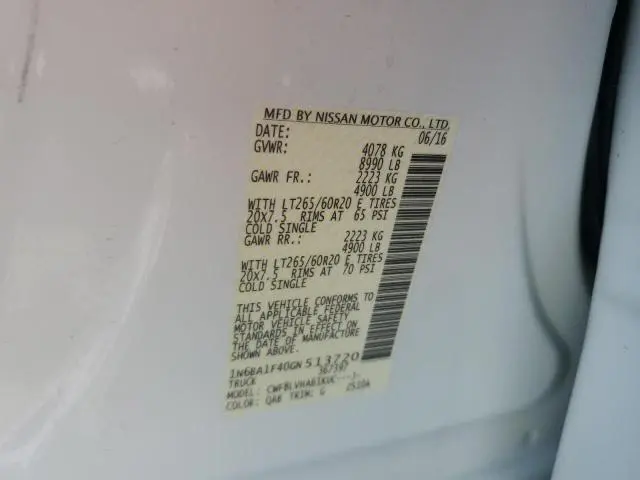 MFD BY NISSAN MOTOR CO., LTD.
DATE: 06/16
GVWR: 4078 KG
8990 LB
GAWR FR.: 2223 KG
4900 LB
WITH LT265/60R20 E TIRES
20X7.5 RIMS AT 65 PSI
COLD SINGLE
GAWR RR.: 2223 KG
4900 LB
WITH LT265/60R20 E TIRES
20X7.5 RIMS AT 70 PSI
COLD SINGLE
THIS VEHICLE CONFORMS TO
ALL APPLICABLE FEDERAL
MOTOR VEHICLE SAFETY
STANDARDS IN EFFECT ON
THE DATE OF MANUFACTURE
SHOWN ABOVE.
1N6BA1F40GN513720
TRUCK 367397
MODEL:
COLOR: QAB TRIM: G 2510A